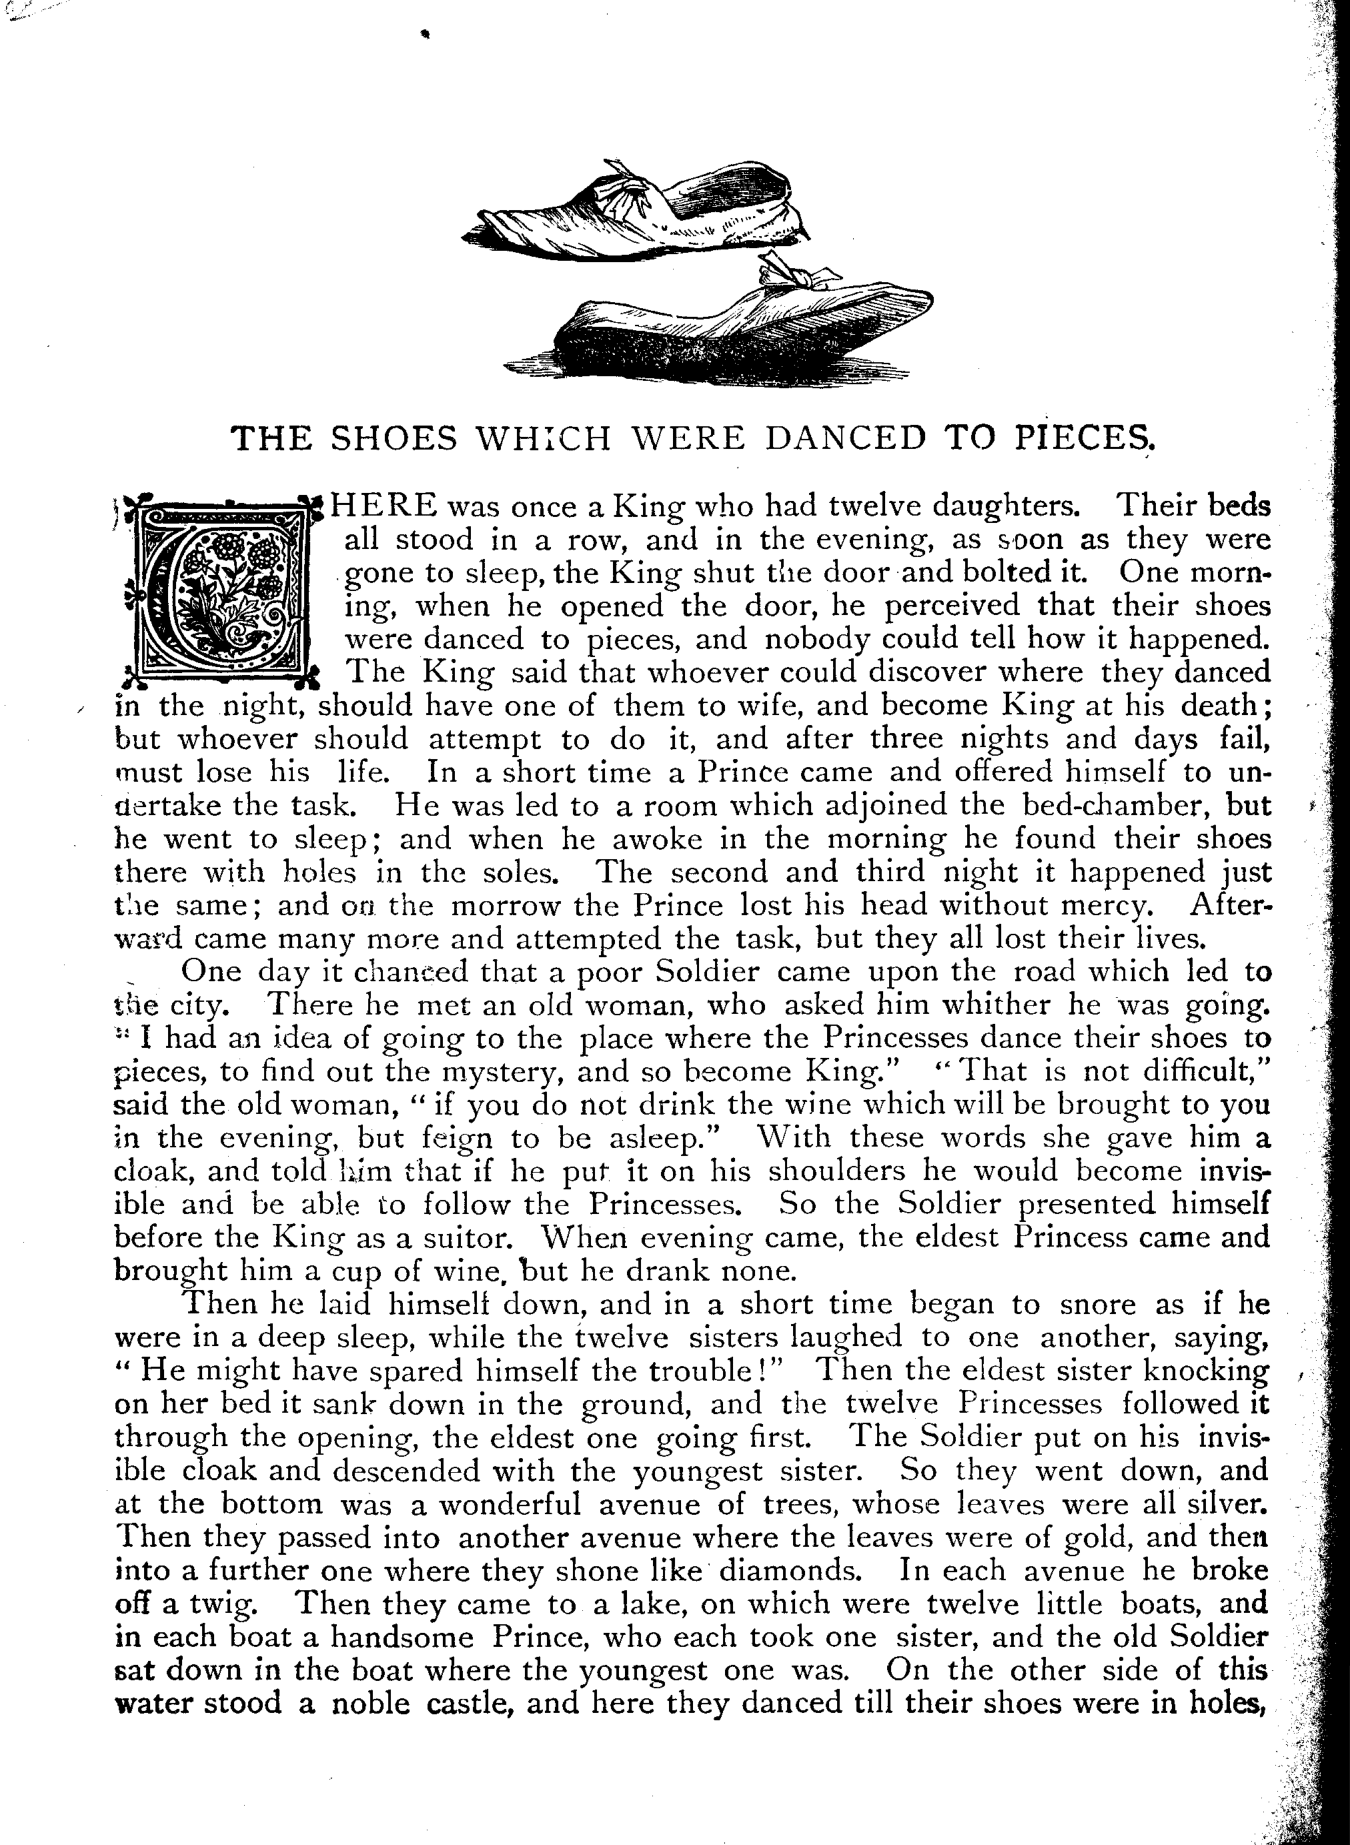 THE SHOES WHICH WERE DANCED TO PIECES.
THERE was once a King who had twelve daughters. Their beds
all stood in a row, and in the evening, as soon as they were
gone to sleep, the King shut the door and bolted it. One morn-
ing, when he opened the door, he perceived that their shoes
were danced to pieces, and nobody could tell how it happened.
The King said that whoever could discover where they danced
in the night, should have one of them to wife, and become King at his death;
but whoever should attempt to do it, and after three nights and days fail,
must lose his life. In a short time a Prince came and offered himself to un-
dertake the task. He was led to a room which adjoined the bed-chamber, but
he went to sleep; and when he awoke in the morning he found their shoes
there with holes in the soles. The second and third night it happened just
the same; and on the morrow the Prince lost his head without mercy. After-
ward came many more and attempted the task, but they all lost their lives.
One day it chanced that a poor Soldier came upon the road which led to
the city. There he met an old woman, who asked him whither he was going.
"I had an idea of going to the place where the Princesses dance their shoes to
pieces, to find out the mystery, and so become King." "That is not difficult,"
said the old woman, "if you do not drink the wine which will be brought to you
in the evening, but feign to be asleep." With these words she gave him a
cloak, and told him that if he put it on his shoulders he would become invis-
ible and be able to follow the Princesses. So the Soldier presented himself
before the King as a suitor. When evening came, the eldest Princess came and
brought him a cup of wine, but he drank none.
Then he laid himself down, and in a short time began to snore as if he
were in a deep sleep, while the twelve sisters laughed to one another, saying,
"He might have spared himself the trouble!" Then the eldest sister knocking
on her bed it sank down in the ground, and the twelve Princesses followed it
through the opening, the eldest one going first. The Soldier put on his invis-
ible cloak and descended with the youngest sister. So they went down, and
at the bottom was a wonderful avenue of trees, whose leaves were all silver.
Then they passed into another avenue where the leaves were of gold, and then
into a further one where they shone like diamonds. In each avenue he broke
off a twig. Then they came to a lake, on which were twelve little boats, and
in each boat a handsome Prince, who each took one sister, and the old Soldier
sat down in the boat where the youngest one was. On the other side of this
water stood a noble castle, and here they danced till their shoes were in holes,